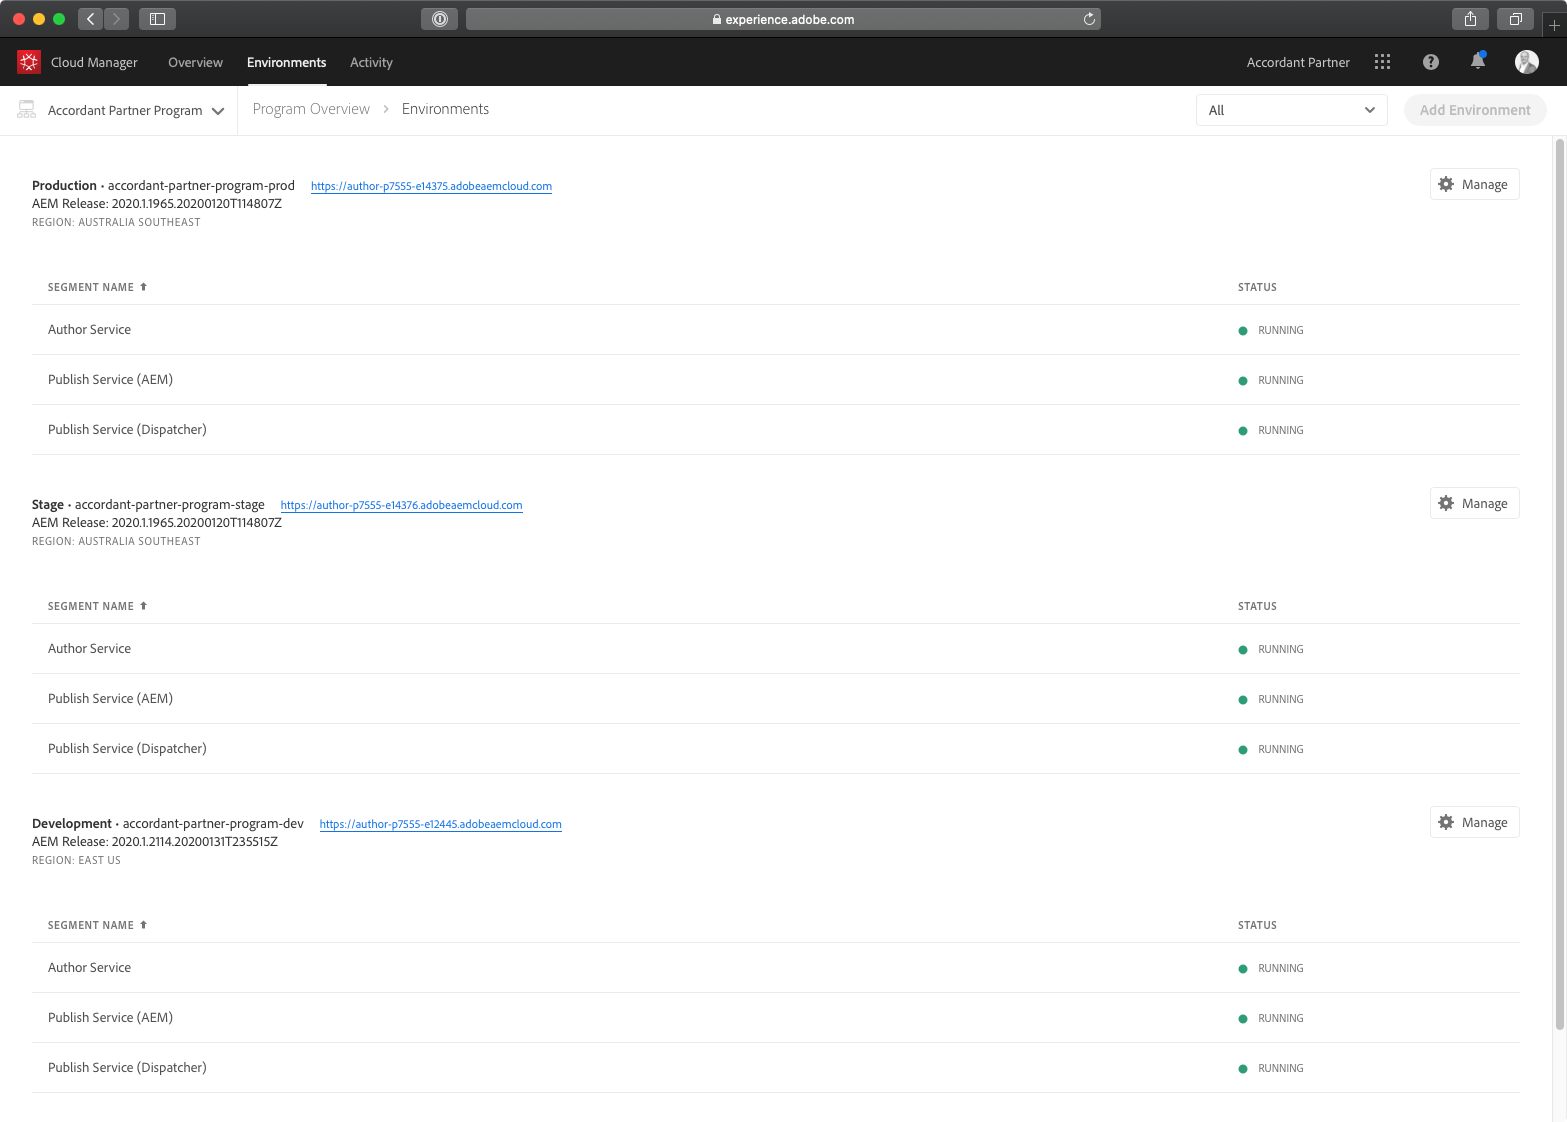 experience.adobe.com
Cloud Manager Overview Environments Activity Accordant Partner
Accordant Partner Program Program Overview > Environments All Add Environment
Production • accordant-partner-program-prod https://author-p7555-e14375.adobeaemcloud.com Manage
AEM Release: 2020.1.1965.20200120T114807Z
REGION: AUSTRALIA SOUTHEAST
SEGMENT NAME STATUS
Author Service RUNNING
Publish Service (AEM) RUNNING
Publish Service (Dispatcher) RUNNING
Stage • accordant-partner-program-stage https://author-p7555-e14376.adobeaemcloud.com Manage
AEM Release: 2020.1.1965.20200120T114807Z
REGION: AUSTRALIA SOUTHEAST
SEGMENT NAME STATUS
Author Service RUNNING
Publish Service (AEM) RUNNING
Publish Service (Dispatcher) RUNNING
Development • accordant-partner-program-dev https://author-p7555-e12445.adobeaemcloud.com Manage
AEM Release: 2020.1.2114.20200131T235515Z
REGION: EAST US
SEGMENT NAME STATUS
Author Service RUNNING
Publish Service (AEM) RUNNING
Publish Service (Dispatcher) RUNNING